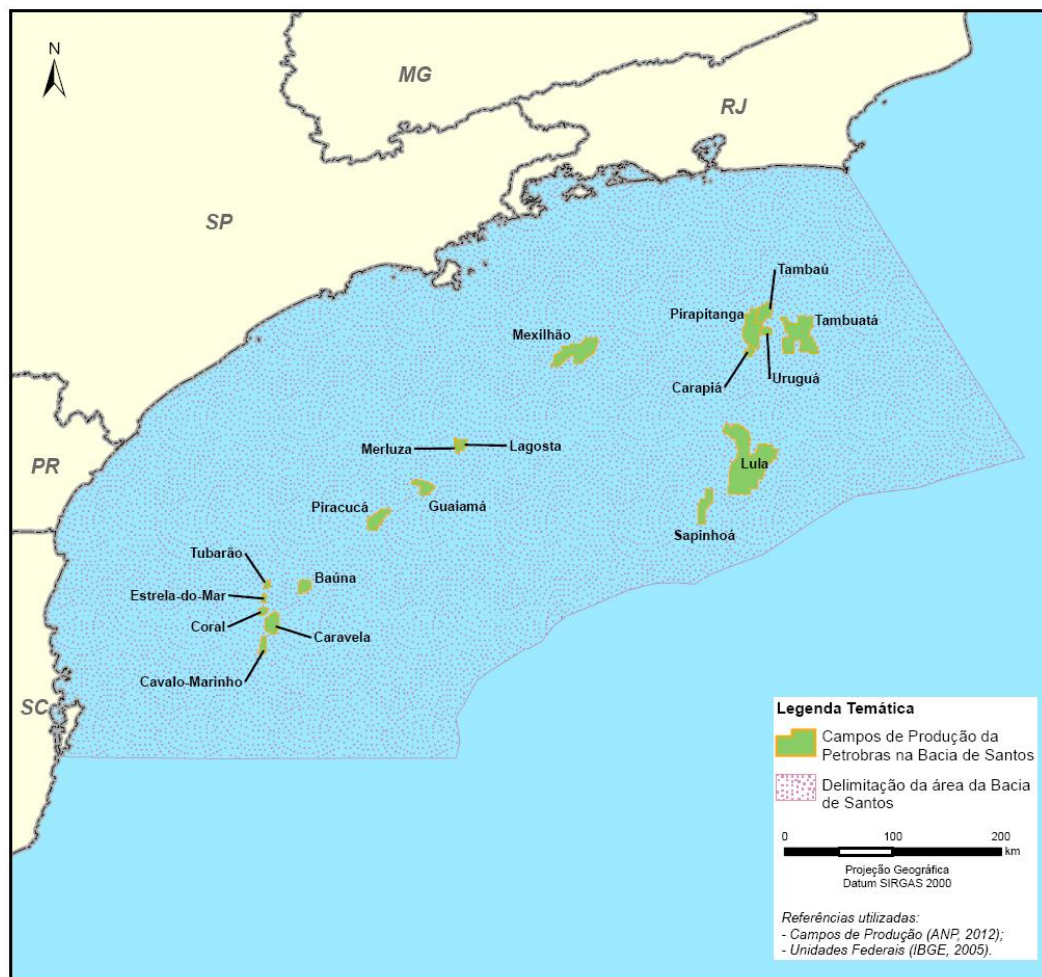 N
MG
RJ
SP
Tambaú
Pirapitanga
Tambuatá
Mexilhão
Carapiá
Uruguá
Merluza
Lagosta
PR
Lula
Guaiamá
Piracucá
Sapinhoá
Tubarão
Baúna
Estrela-do-Mar
Coral
Caravela
Cavalo-Marinho
SC
Legenda Temática
Campos de Produção da
Petrobras na Bacia de Santos
Delimitação da área da Bacia
de Santos
0 100 200
km
Projeção Geográfica
Datum SIRGAS 2000
Referências utilizadas:
- Campos de Produção (ANP, 2012);
- Unidades Federais (IBGE, 2005).